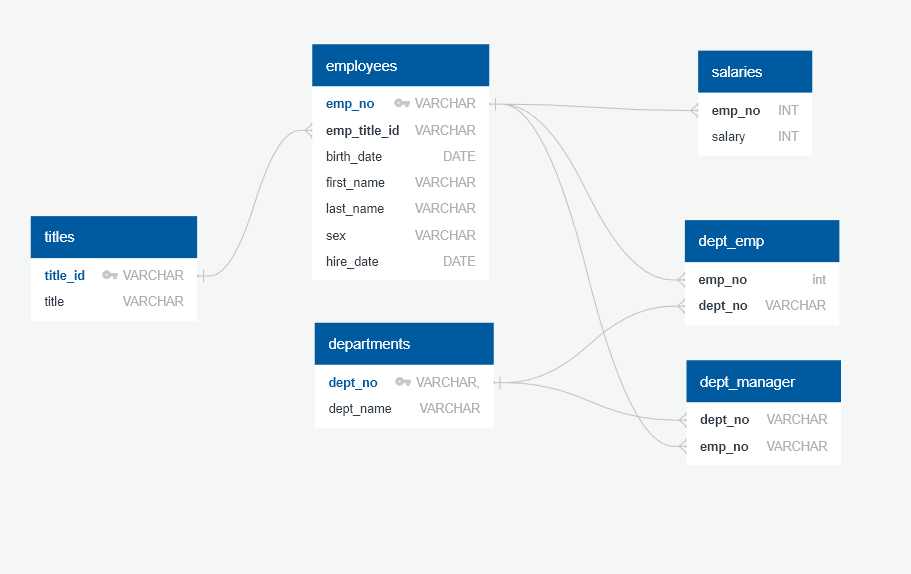 employees
emp_no VARCHAR
emp_title_id VARCHAR
birth_date DATE
first_name VARCHAR
last_name VARCHAR
sex VARCHAR
hire_date DATE
salaries
emp_no INT
salary INT
titles
title_id VARCHAR
title VARCHAR
dept_emp
emp_no int
dept_no VARCHAR
departments
dept_no VARCHAR,
dept_name VARCHAR
dept_manager
dept_no VARCHAR
emp_no VARCHAR